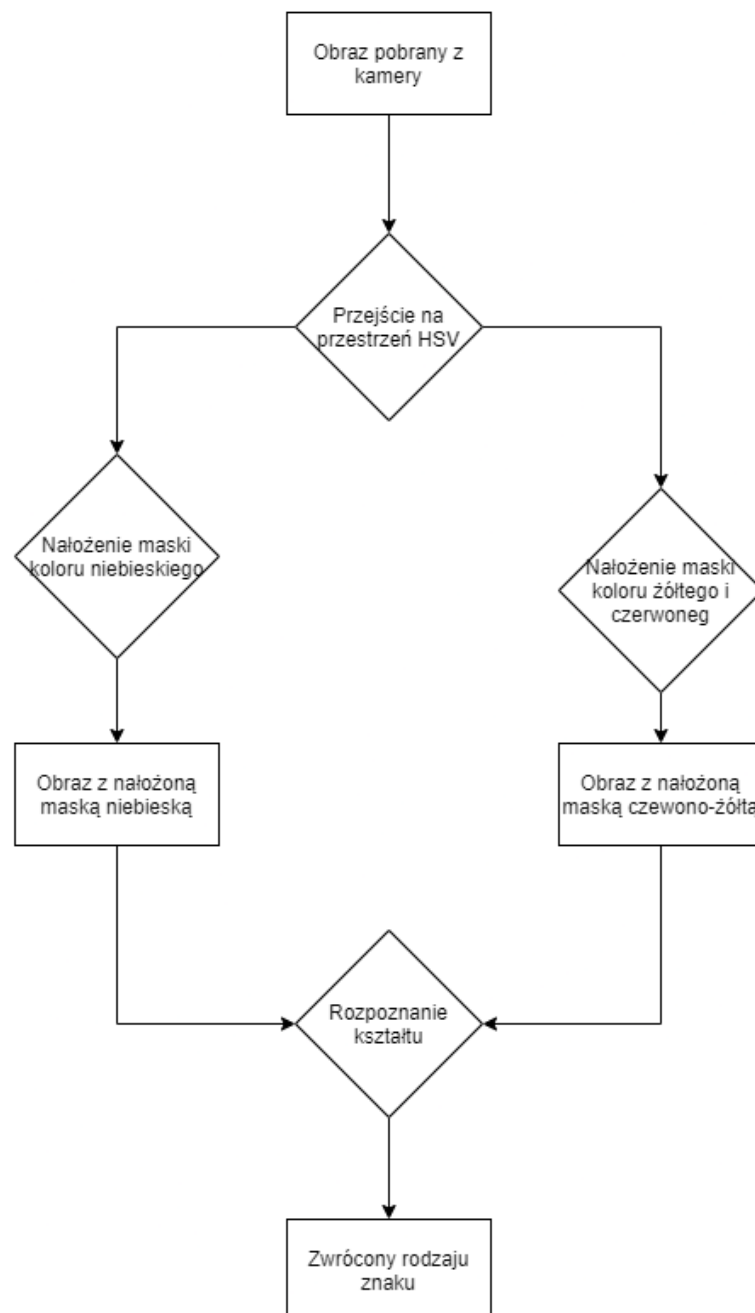 Obraz pobrany z
kamery
Przejście na
przestrzeń HSV
Nałożenie maski
koloru niebieskiego
Nałożenie maski
koloru żółtego i
czerwoneg
Obraz z nałożoną
maską niebieską
Obraz z nałożoną
maską czewono-żółtą
Rozpoznanie
kształtu
Zwrócony rodzaju
znaku